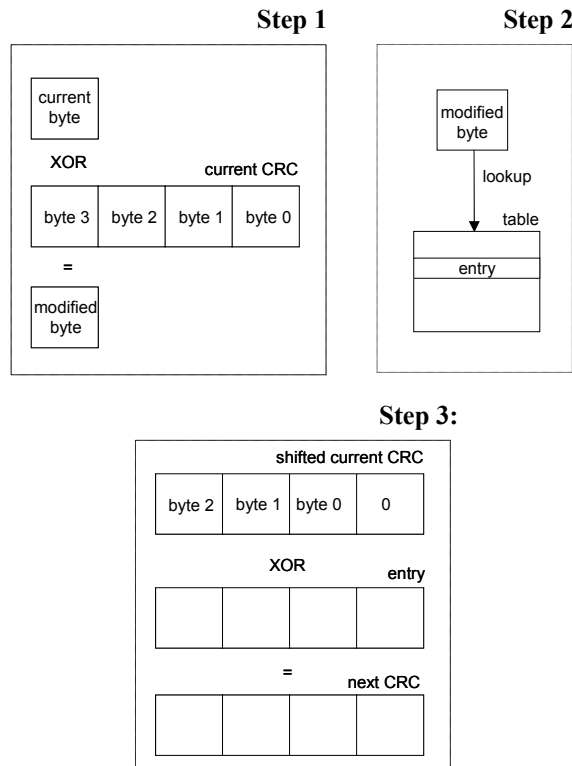 Step 1
current
byte
XOR
current CRC
byte 3 byte 2 byte 1 byte 0
=
modified
byte
Step 2
modified
byte
lookup
table
entry
Step 3:
shifted current CRC
byte 2 byte 1 byte 0 0
XOR
entry
=
next CRC